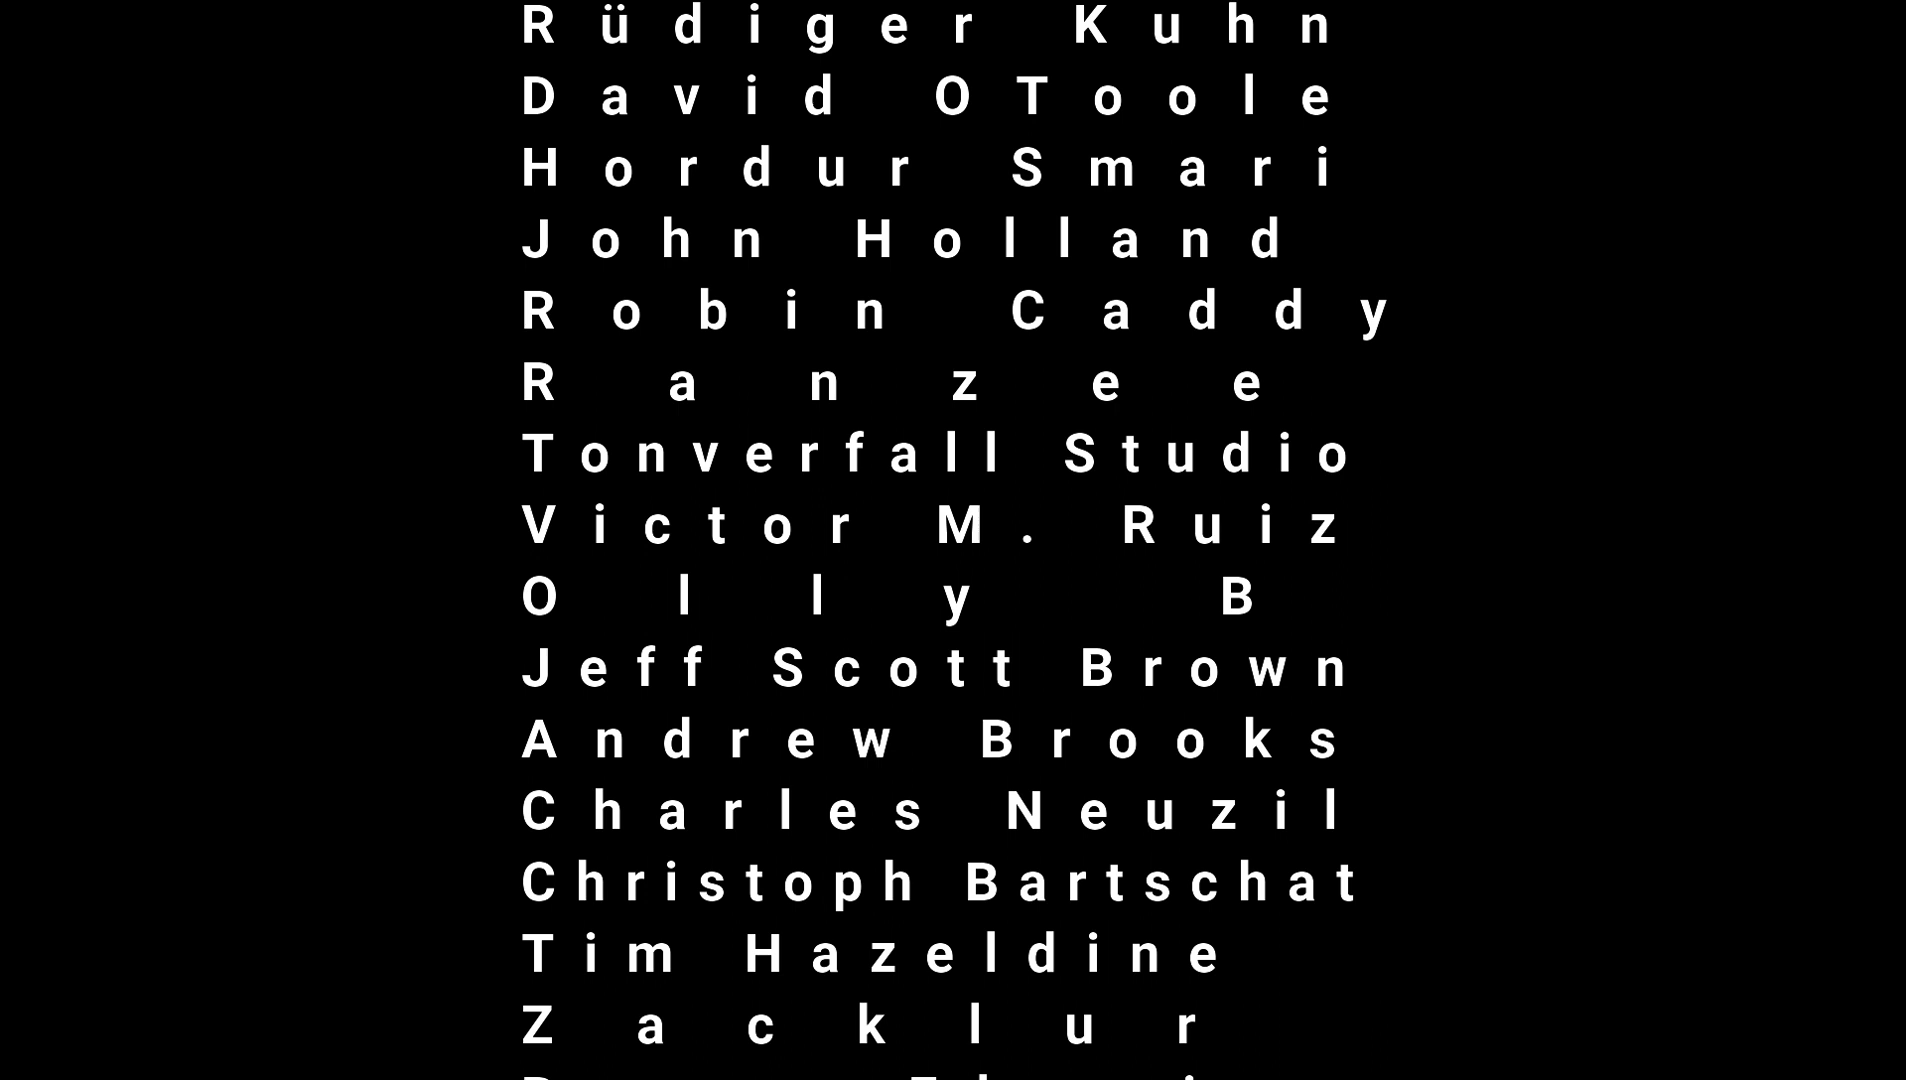 Rüdiger Kuhn
David OToole
Hordur Smari
John Holland
Robin Caddy
Ranzee
Tonverfall Studio
Victor M. Ruiz
Olly B
Jeff Scott Brown
Andrew Brooks
Charles Neuzil
Christoph Bartschat
Tim Hazeldine
Zacklur